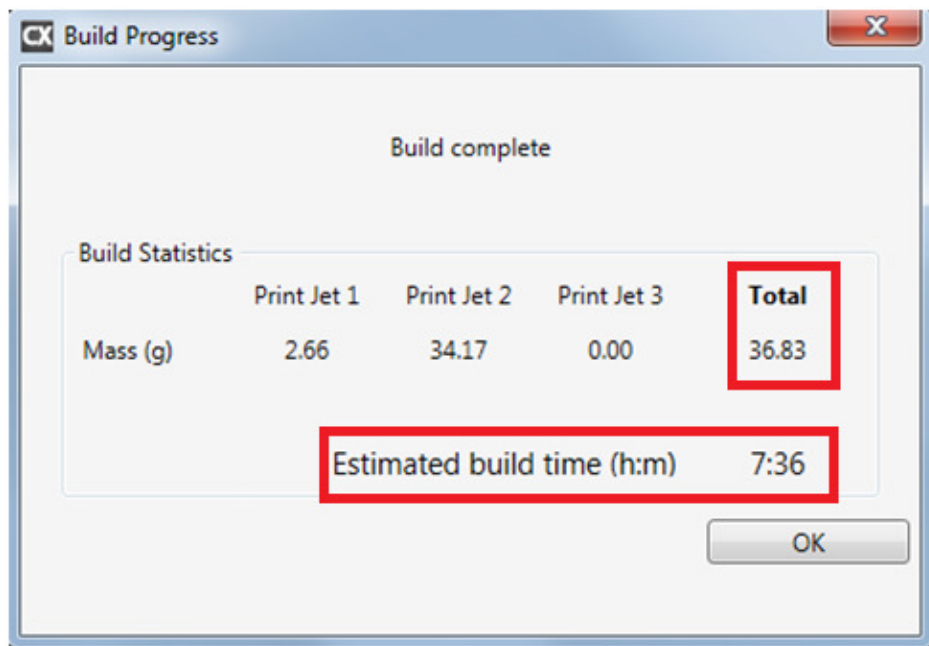 CX Build Progress
Build complete
Build Statistics
Print Jet 1 Print Jet 2 Print Jet 3 Total
Mass (g) 2.66 34.17 0.00 36.83
Estimated build time (h:m) 7:36
OK